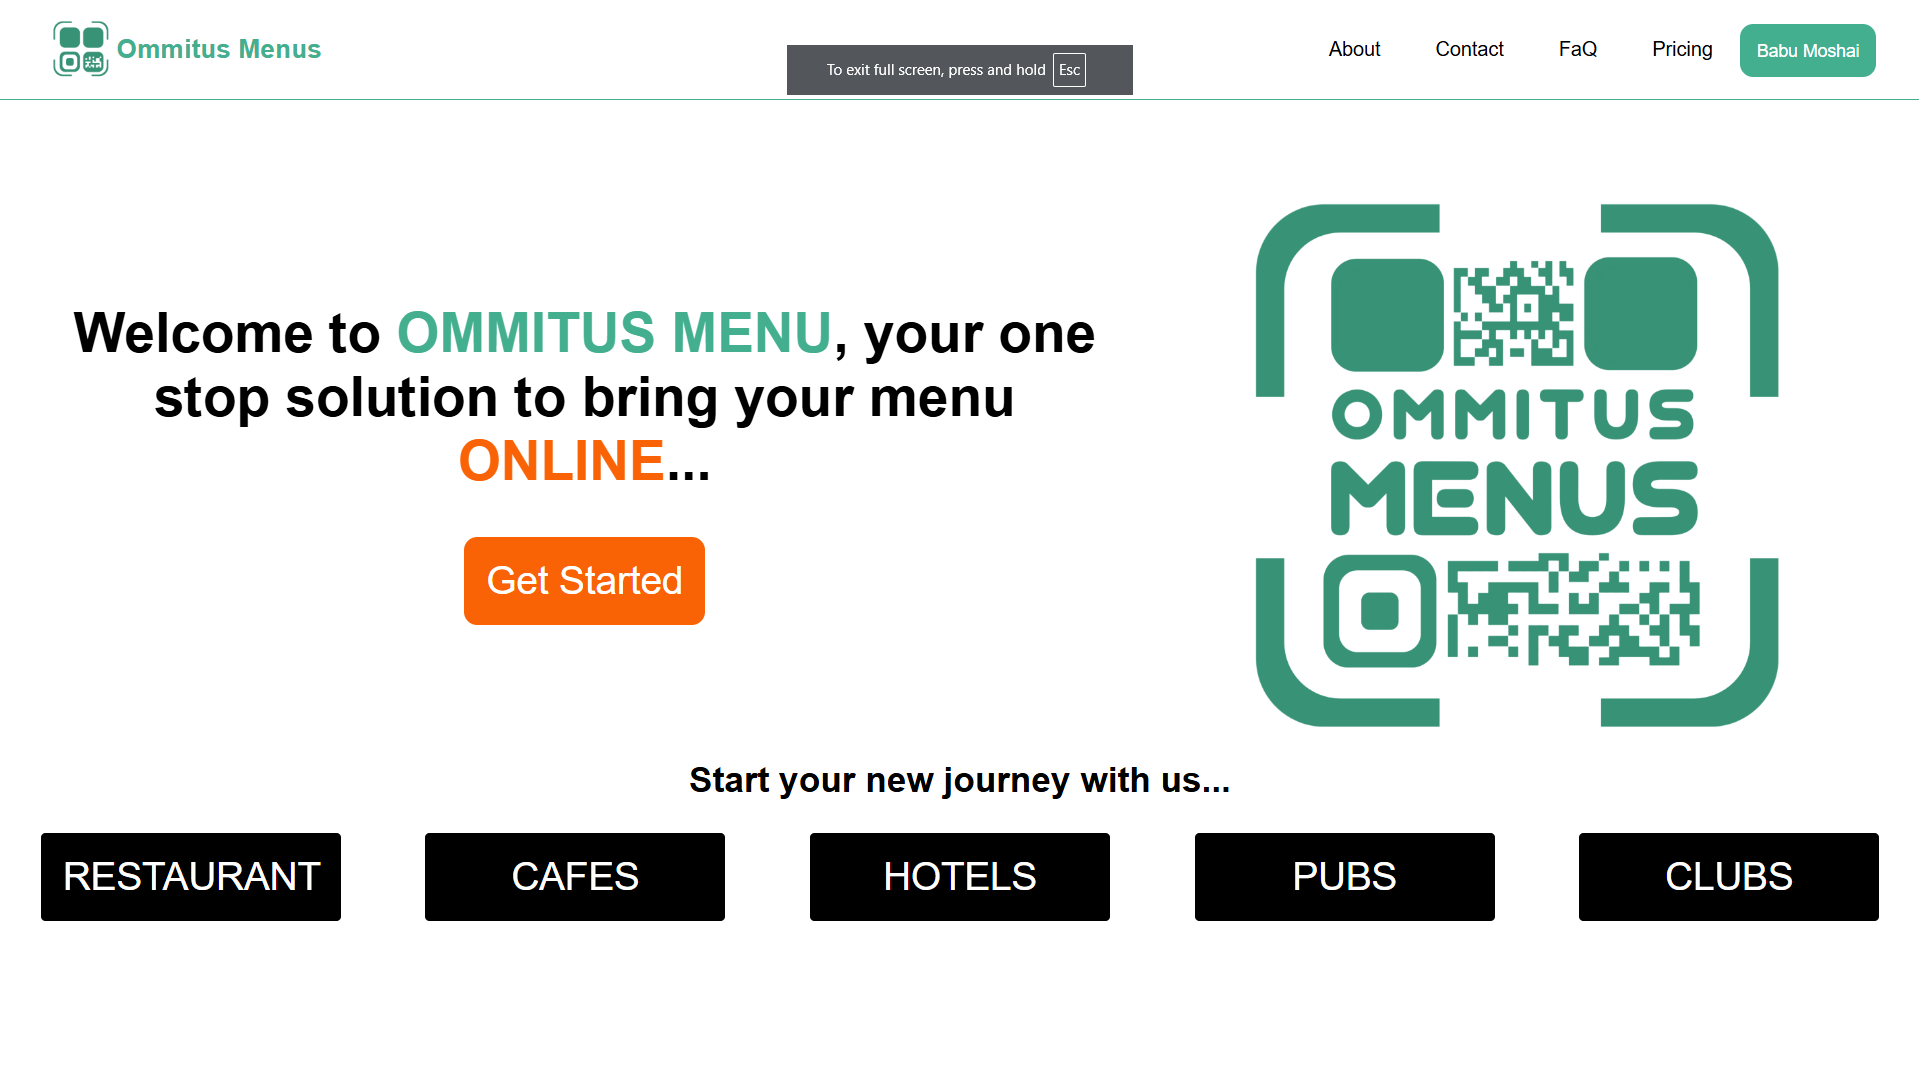 Ommitus Menus
To exit full screen, press and hold Esc
About Contact FaQ Pricing Babu Moshai
Welcome to OMMITUS MENU, your one
stop solution to bring your menu
ONLINE...
Get Started
OMMITUS
MENUS
Start your new journey with us...
RESTAURANT CAFES HOTELS PUBS CLUBS